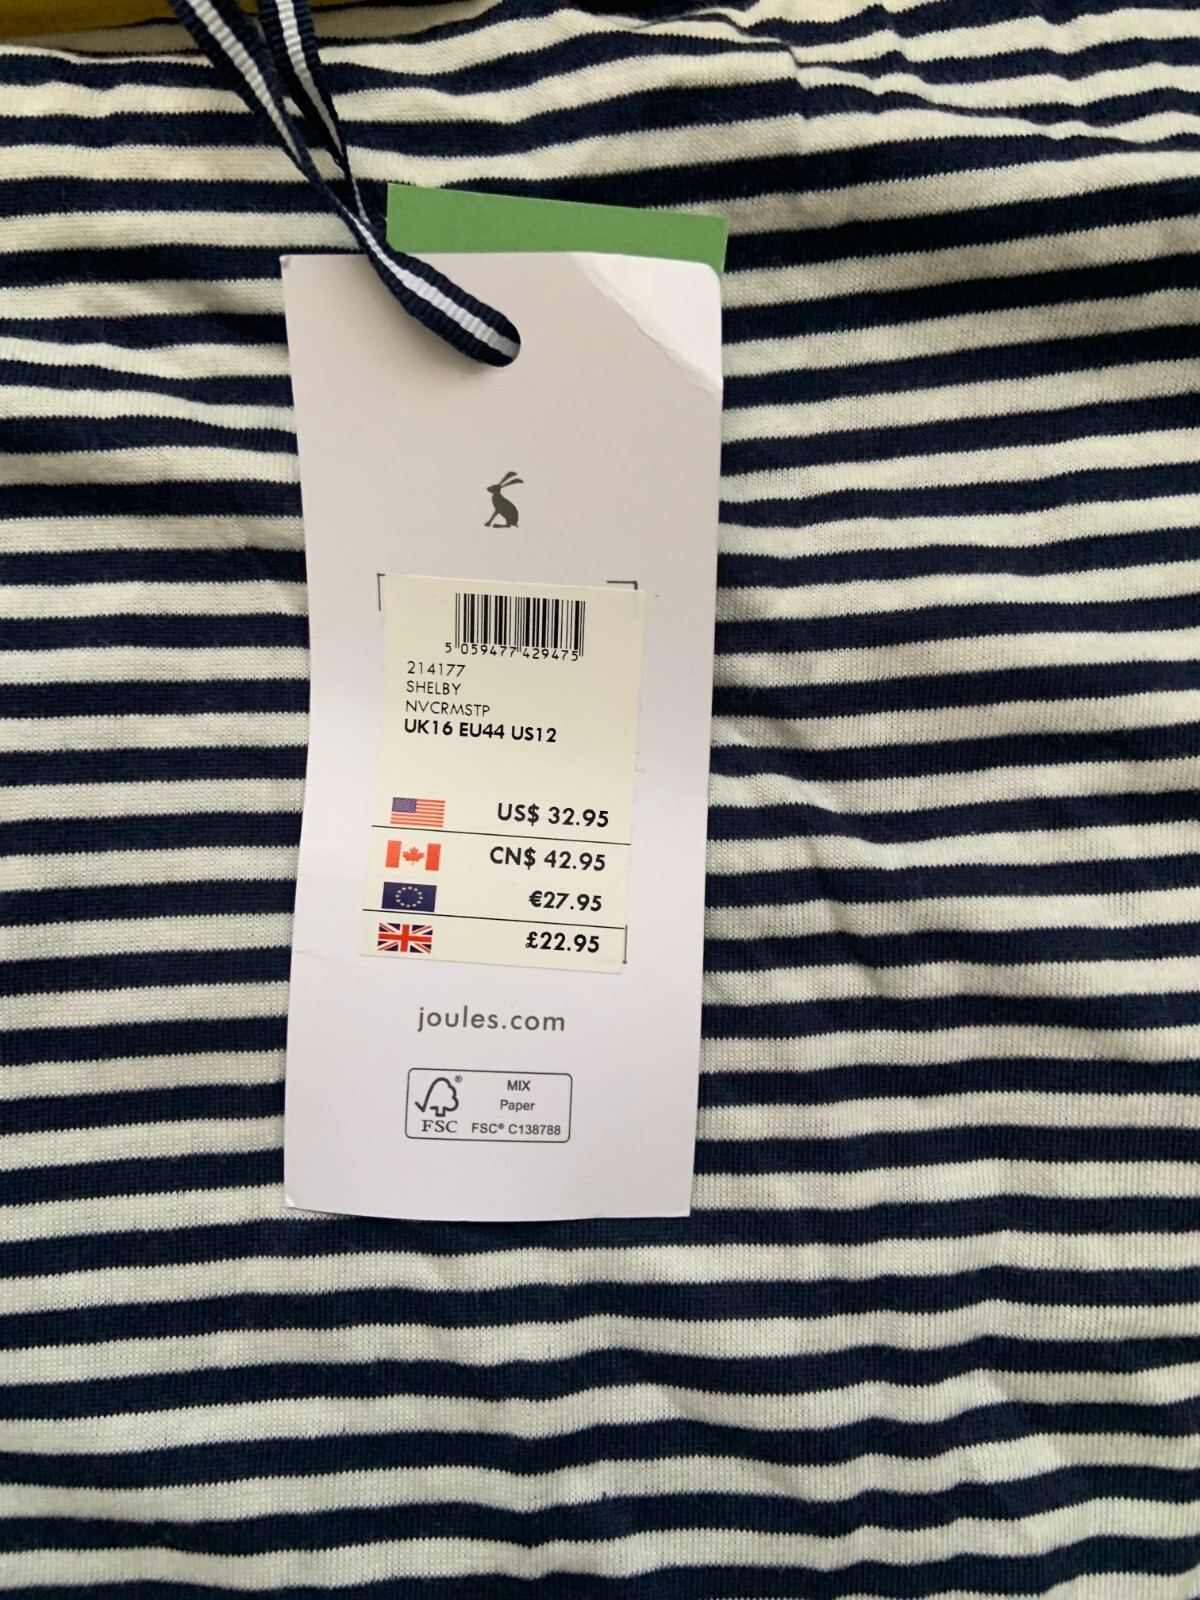 5 059477 429475
214177
SHELBY
NVCRMSTP
UK16 EU44 US12
US$ 32.95
CN$ 42.95
€27.95
£22.95
joules.com
FSC®
MIX
Paper
FSC® C138788